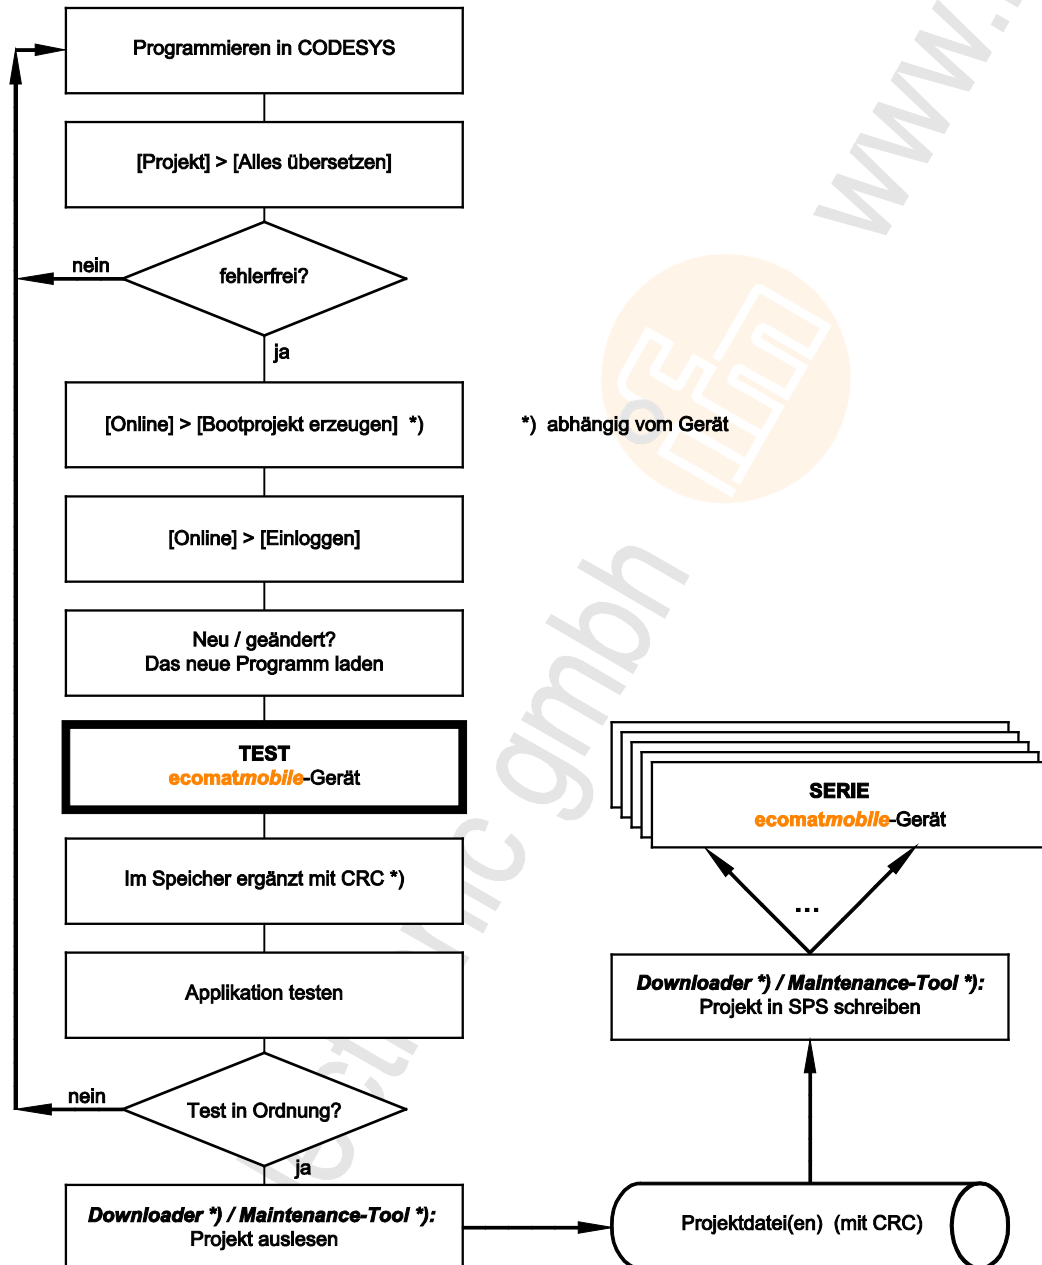 Programmieren in CODESYS
[Projekt] > [Alles übersetzen]
nein
fehlerfrei?
ja
[Online] > [Bootprojekt erzeugen] *)
*) abhängig vom Gerät
[Online] > [Einloggen]
Neu / geändert?
Das neue Programm laden
TEST
ecomatmobile-Gerät
SERIE
ecomatmobile-Gerät
Im Speicher ergänzt mit CRC *)
...
Applikation testen
Downloader *) / Maintenance-Tool *):
Projekt in SPS schreiben
nein
Test in Ordnung?
ja
Downloader *) / Maintenance-Tool *):
Projekt auslesen
Projektdatei(en) (mit CRC)
www.
ifm
gmbh